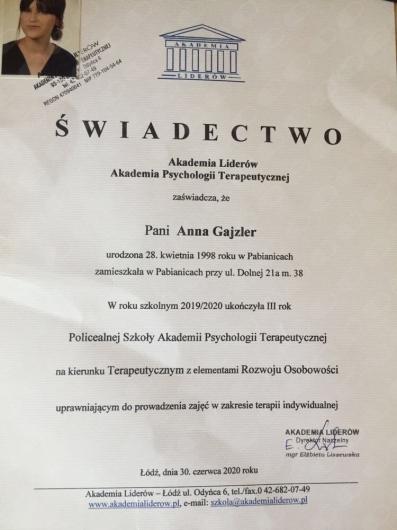 AKADEMIA
LIDERÓW
ŚWIADECTWO
Akademia Liderów
Akademia Psychologii Terapeutycznej
zaświadcza, że
Pani Anna Gajzler
urodzona 28. kwietnia 1998 roku w Pabianicach
zamieszkała w Pabianicach przy ul. Dolnej 21a m. 38
W roku szkolnym 2019/2020 ukończyła III rok
Policealnej Szkoły Akademii Psychologii Terapeutycznej
na kierunku Terapeutycznym z elementami Rozwoju Osobowości
uprawniającym do prowadzenia zajęć w zakresie terapii indywidualnej
AKADEMIA LIDERÓW
Dyrektor Naczelny
mgr Elżbieta
Łódź, dnia 30. czerwca 2020 roku
Akademia Liderów – Łódź ul. Odyńca 6, tel./fax.0 42-682-07-49
www.akademialiderow.pl, e-mail: szkola@akademialiderow.pl